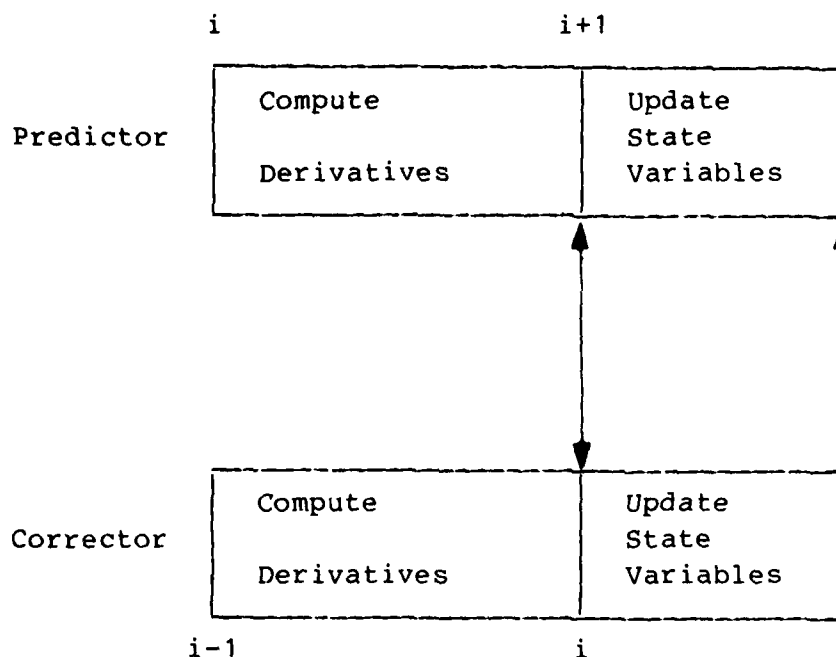 i i+1
Compute Update
Predictor State
Derivatives Variables
Compute Update
Corrector State
Derivatives Variables
i-1 i